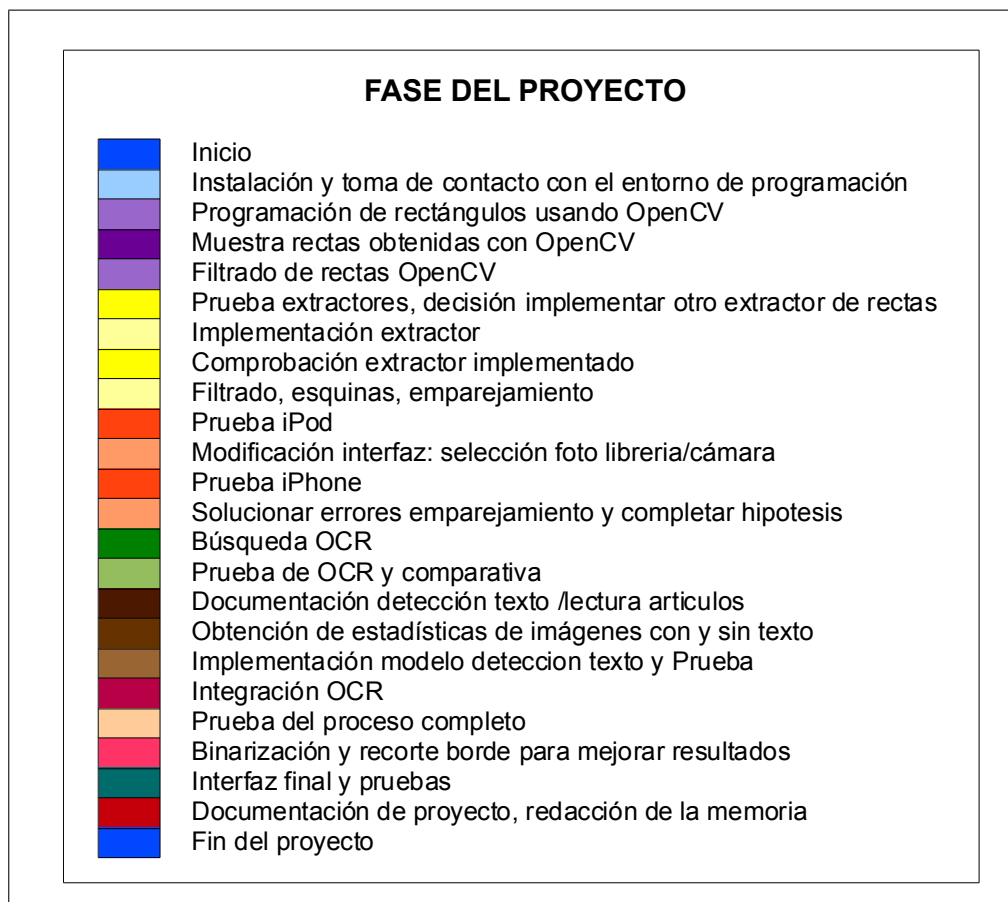 FASE DEL PROYECTO
Inicio
Instalación y toma de contacto con el entorno de programación
Programación de rectángulos usando OpenCV
Muestra rectas obtenidas con OpenCV
Filtrado de rectas OpenCV
Prueba extractores, decisión implementar otro extractor de rectas
Implementación extractor
Comprobación extractor implementado
Filtrado, esquinas, emparejamiento
Prueba iPod
Modificación interfaz: selección foto libreria/cámara
Prueba iPhone
Solucionar errores emparejamiento y completar hipotesis
Búsqueda OCR
Prueba de OCR y comparativa
Documentación detección texto /lectura articulos
Obtención de estadísticas de imágenes con y sin texto
Implementación modelo deteccion texto y Prueba
Integración OCR
Prueba del proceso completo
Binarización y recorte borde para mejorar resultados
Interfaz final y pruebas
Documentación de proyecto, redacción de la memoria
Fin del proyecto